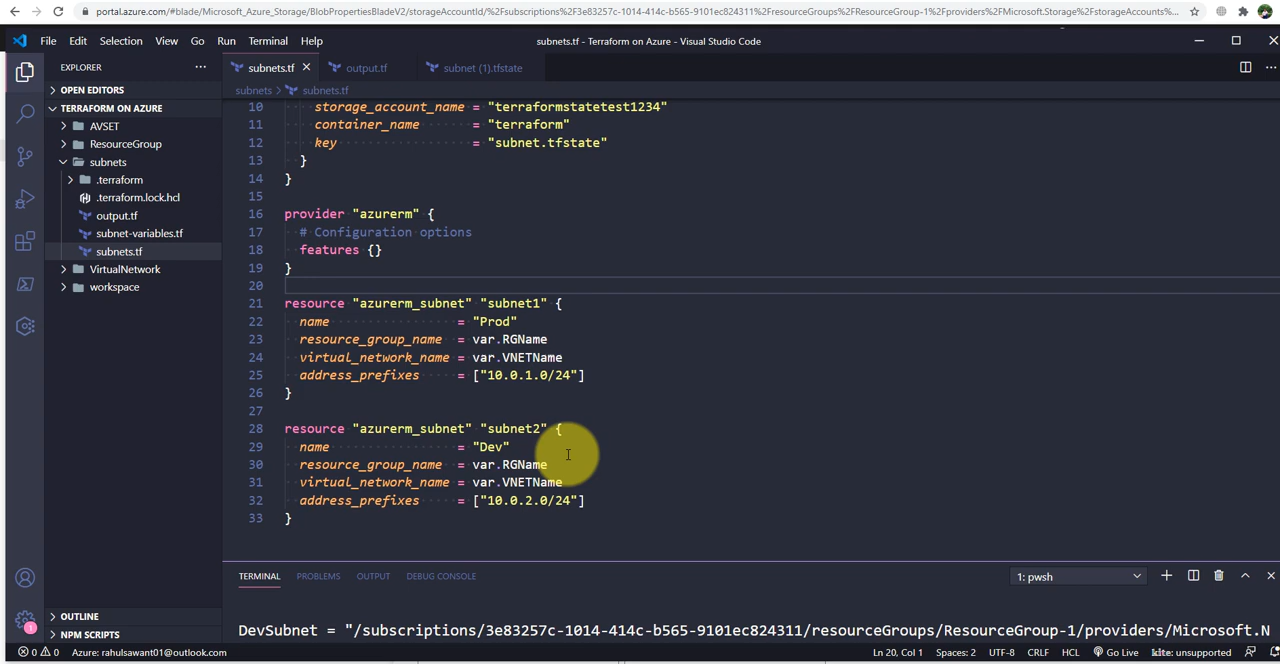 portal.azure.com/#blade/Microsoft_Azure_Storage/BlobPropertiesBladeV2/storageAccountId/%2Fsubscriptions%2F3e83257c-1014-414c-b565-9101ec824311%2FresourceGroups%2FResourceGroup-1%2Fproviders%2FMicrosoft.Storage%2FstorageAccounts%...
File Edit Selection View Go Run Terminal Help
subnets.tf - Terraform on Azure - Visual Studio Code
EXPLORER
subnets.tf
output.tf
subnet (1).tfstate
OPEN EDITORS
TERRAFORM ON AZURE
AVSET
ResourceGroup
subnets
.terraform
.terraform.lock.hcl
output.tf
subnet-variables.tf
subnets.tf
VirtualNetwork
workspace
OUTLINE
NPM SCRIPTS
subnets > subnets.tf
10 storage_account_name = "terraformstatetest1234"
11 container_name = "terraform"
12 key = "subnet.tfstate"
13 }
14 }
15
16 provider "azurerm" {
17 # Configuration options
18 features {}
19 }
20
21 resource "azurerm_subnet" "subnet1" {
22 name = "Prod"
23 resource_group_name = var.RGName
24 virtual_network_name = var.VNETName
25 address_prefixes = ["10.0.1.0/24"]
26 }
27
28 resource "azurerm_subnet" "subnet2" {
29 name = "Dev"
30 resource_group_name = var.RGName
31 virtual_network_name = var.VNETName
32 address_prefixes = ["10.0.2.0/24"]
33 }
TERMINAL PROBLEMS OUTPUT DEBUG CONSOLE
1: pwsh
DevSubnet = "/subscriptions/3e83257c-1014-414c-b565-9101ec824311/resourceGroups/ResourceGroup-1/providers/Microsoft.N
1
0 0 Azure: rahulsawant01@outlook.com
Ln 20, Col 1 Spaces: 2 UTF-8 CRLF HCL Go Live kite: unsupported